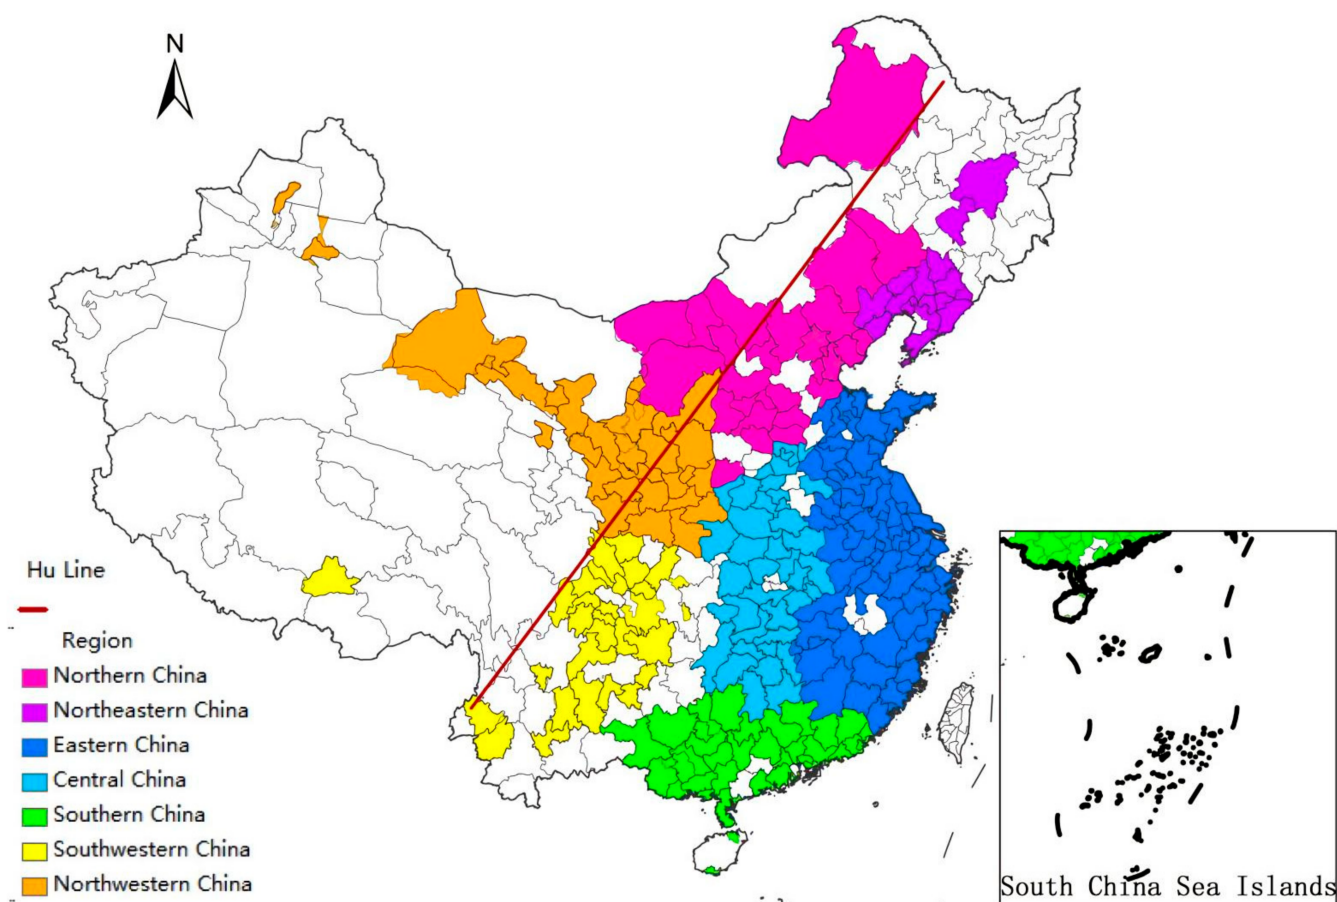 N
Hu Line
Region
Northern China
Northeastern China
Eastern China
Central China
Southern China
Southwestern China
Northwestern China
South China Sea Islands